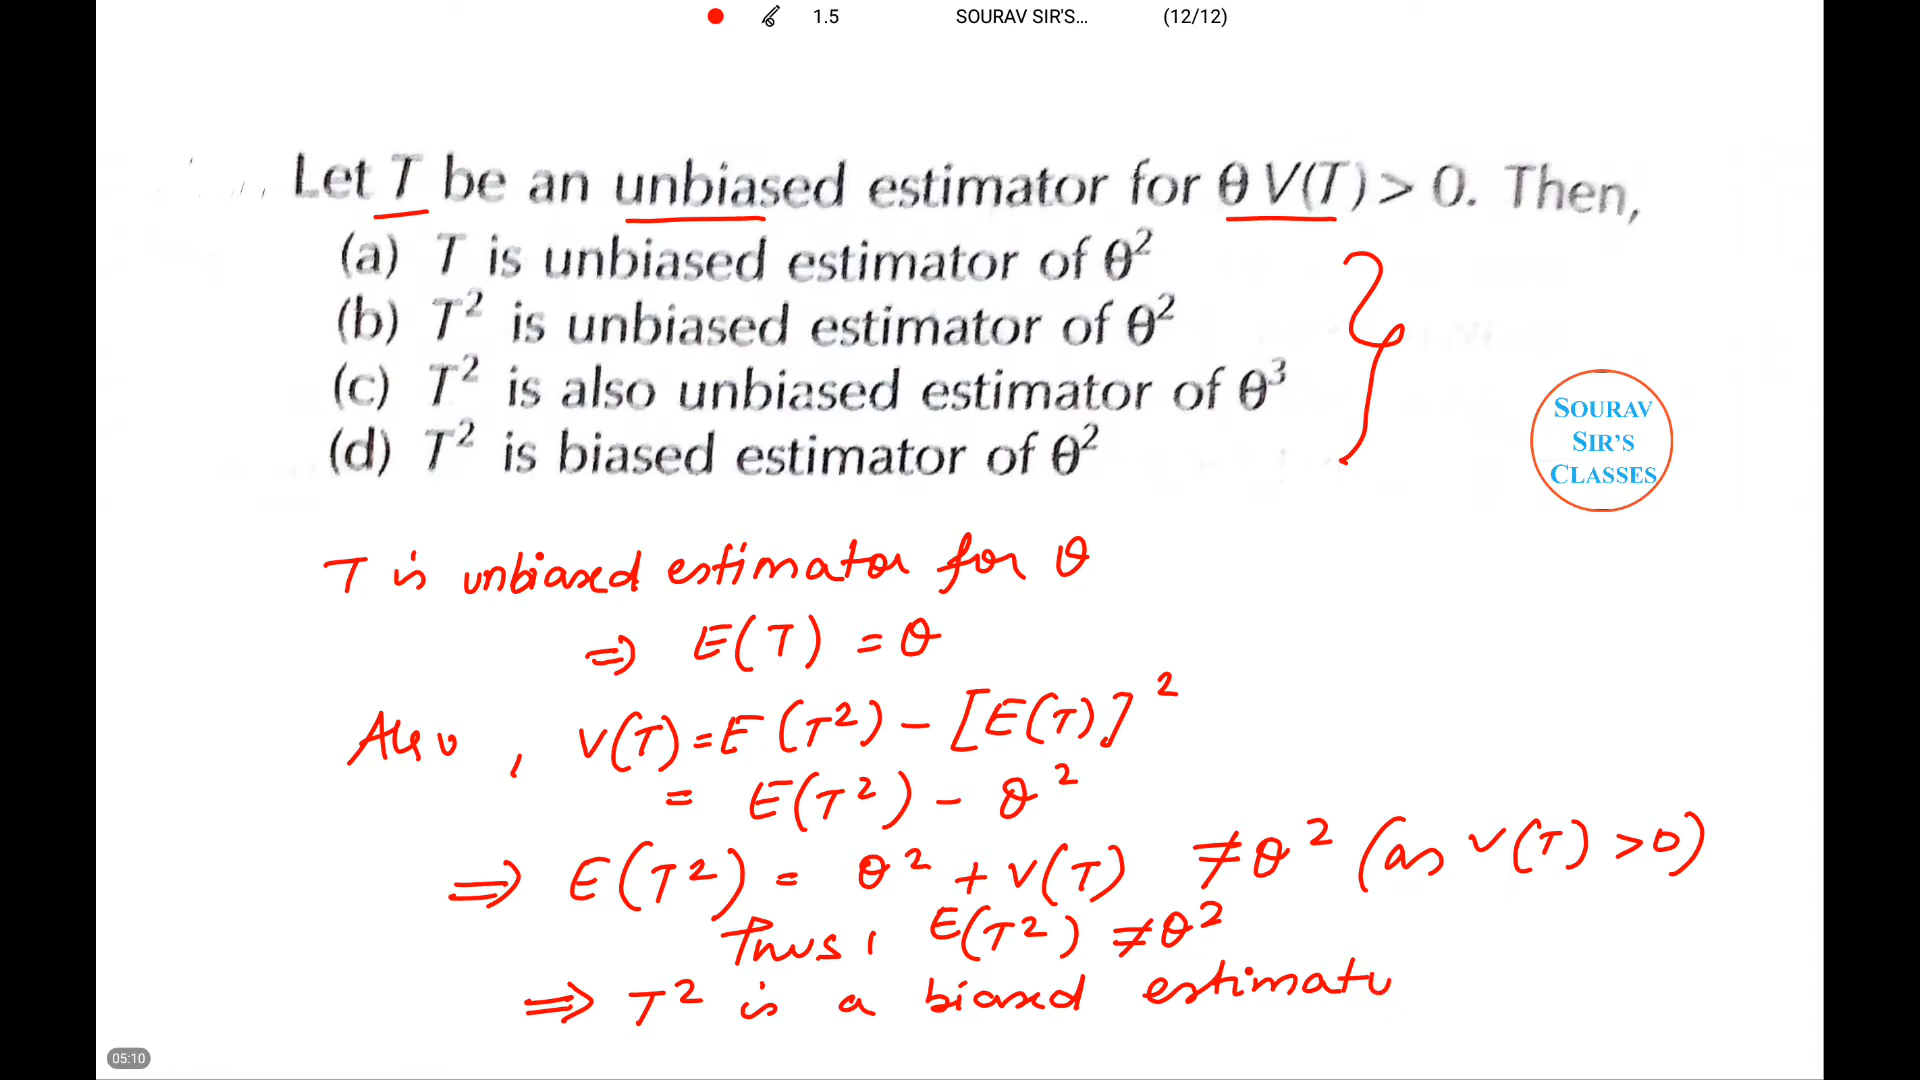 1.5 SOURAV SIR'S... (12/12)
Let T be an unbiased estimator for θ V(T) > 0. Then,
(a) T is unbiased estimator of θ²
(b) T² is unbiased estimator of θ²
(c) T² is also unbiased estimator of θ³
(d) T² is biased estimator of θ²
SOURAV
SIR'S
CLASSES
T is unbiased estimator for θ
⇒ E(T) = θ
Also, V(T) = E(T²) – [E(T)]²
= E(T²) – θ²
⇒ E(T²) = θ² + V(T) ≠ θ² (as V(T) > 0)
Thus, E(T²) ≠ θ²
⇒ T² is a biased
05:10